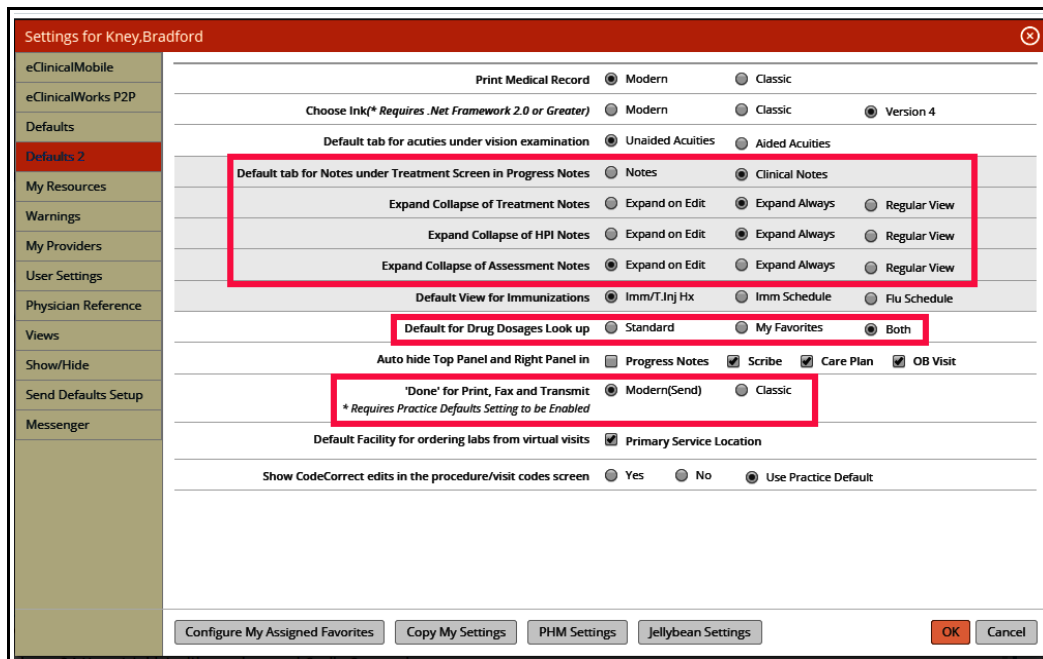 Settings for Kney,Bradford
eClinicalMobile
eClinicalWorks P2P
Defaults
Defaults 2
My Resources
Warnings
My Providers
User Settings
Physician Reference
Views
Show/Hide
Send Defaults Setup
Messenger
Print Medical Record Modern Classic
Choose Ink(* Requires .Net Framework 2.0 or Greater) Modern Classic Version 4
Default tab for acuties under vision examination Unaided Acuities Aided Acuities
Default tab for Notes under Treatment Screen in Progress Notes Notes Clinical Notes
Expand Collapse of Treatment Notes Expand on Edit Expand Always Regular View
Expand Collapse of HPI Notes Expand on Edit Expand Always Regular View
Expand Collapse of Assessment Notes Expand on Edit Expand Always Regular View
Default View for Immunizations Imm/T.Inj Hx Imm Schedule Flu Schedule
Default for Drug Dosages Look up Standard My Favorites Both
Auto hide Top Panel and Right Panel in Progress Notes Scribe Care Plan OB Visit
'Done' for Print, Fax and Transmit Modern(Send) Classic
* Requires Practice Defaults Setting to be Enabled
Default Facility for ordering labs from virtual visits Primary Service Location
Show CodeCorrect edits in the procedure/visit codes screen Yes No Use Practice Default
Configure My Assigned Favorites Copy My Settings PHM Settings Jellybean Settings OK Cancel